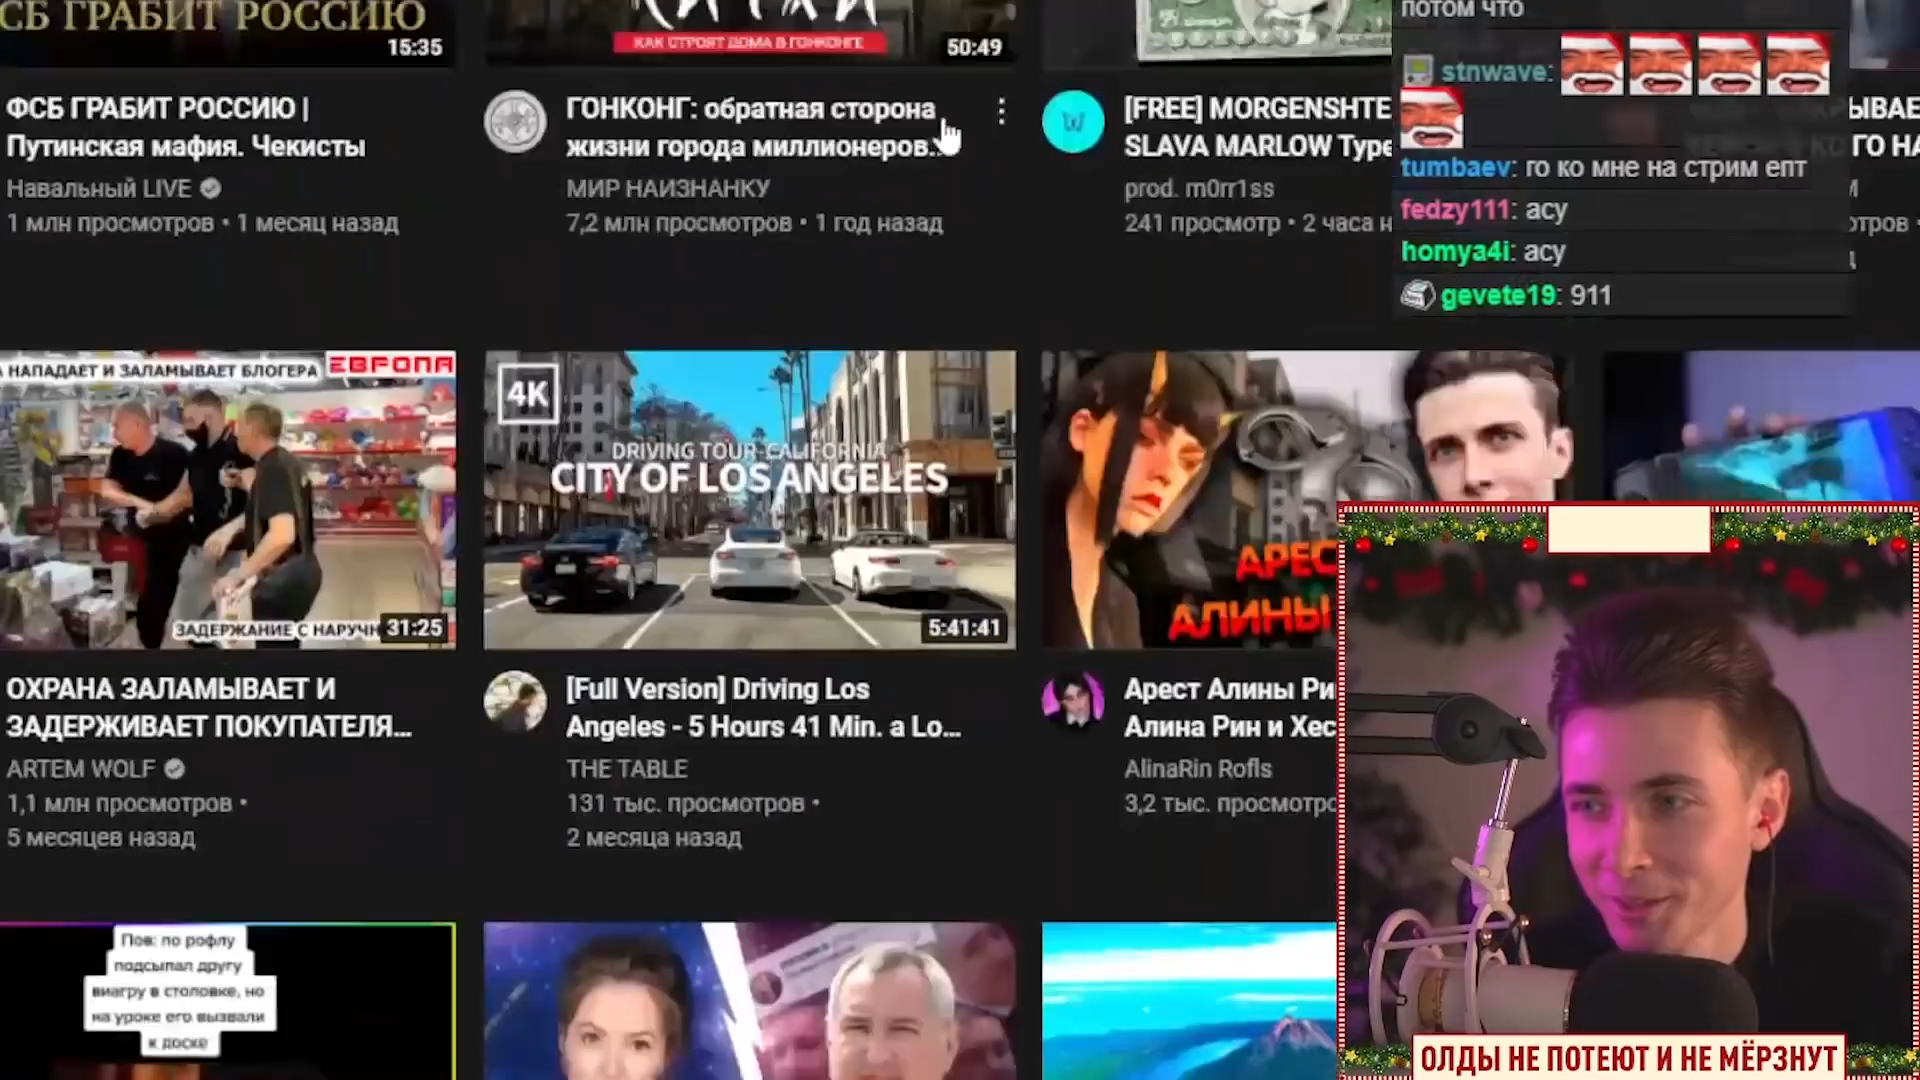 СБ ГРАБИТ РОССИЮ
15:35
КАК СТРОЯТ ДОМА В ГОНКОНГЕ
50:49
ФСБ ГРАБИТ РОССИЮ |
Путинская мафия. Чекисты
Навальный LIVE
1 млн просмотров • 1 месяц назад
ГОНКОНГ: обратная сторона
жизни города миллионеров...
МИР НАИЗНАНКУ
7,2 млн просмотров • 1 год назад
[FREE] MORGENSHTE
SLAVA MARLOW Type
prod. m0rr1ss
241 просмотр • 2 часа н
потом что
stnwave:
tumbaev: го ко мне на стрим епт
fedzy111: асу
homya4i: асу
gevete19: 911
ЫВАЕ
ГО НА
отров •
А НАПАДАЕТ И ЗАЛАМЫВАЕТ БЛОГЕРА
ЕВРОПА
ЗАДЕРЖАНИЕ С НАРУЧН
31:25
4K
DRIVING TOUR CALIFORNIA
CITY OF LOS ANGELES
5:41:41
АРЕС
АЛИНЫ
ОХРАНА ЗАЛАМЫВАЕТ И
ЗАДЕРЖИВАЕТ ПОКУПАТЕЛЯ...
ARTEM WOLF
1,1 млн просмотров •
5 месяцев назад
[Full Version] Driving Los
Angeles - 5 Hours 41 Min. a Lo...
THE TABLE
131 тыс. просмотров •
2 месяца назад
Арест Алины Ри
Алина Рин и Хес
AlinaRin Rofls
3,2 тыс. просмотро
Пов: по рофлу
подсыпал другу
виагру в столовке, но
на уроке его вызвали
к доске
ОЛДЫ НЕ ПОТЕЮТ И НЕ МЁРЗНУТ